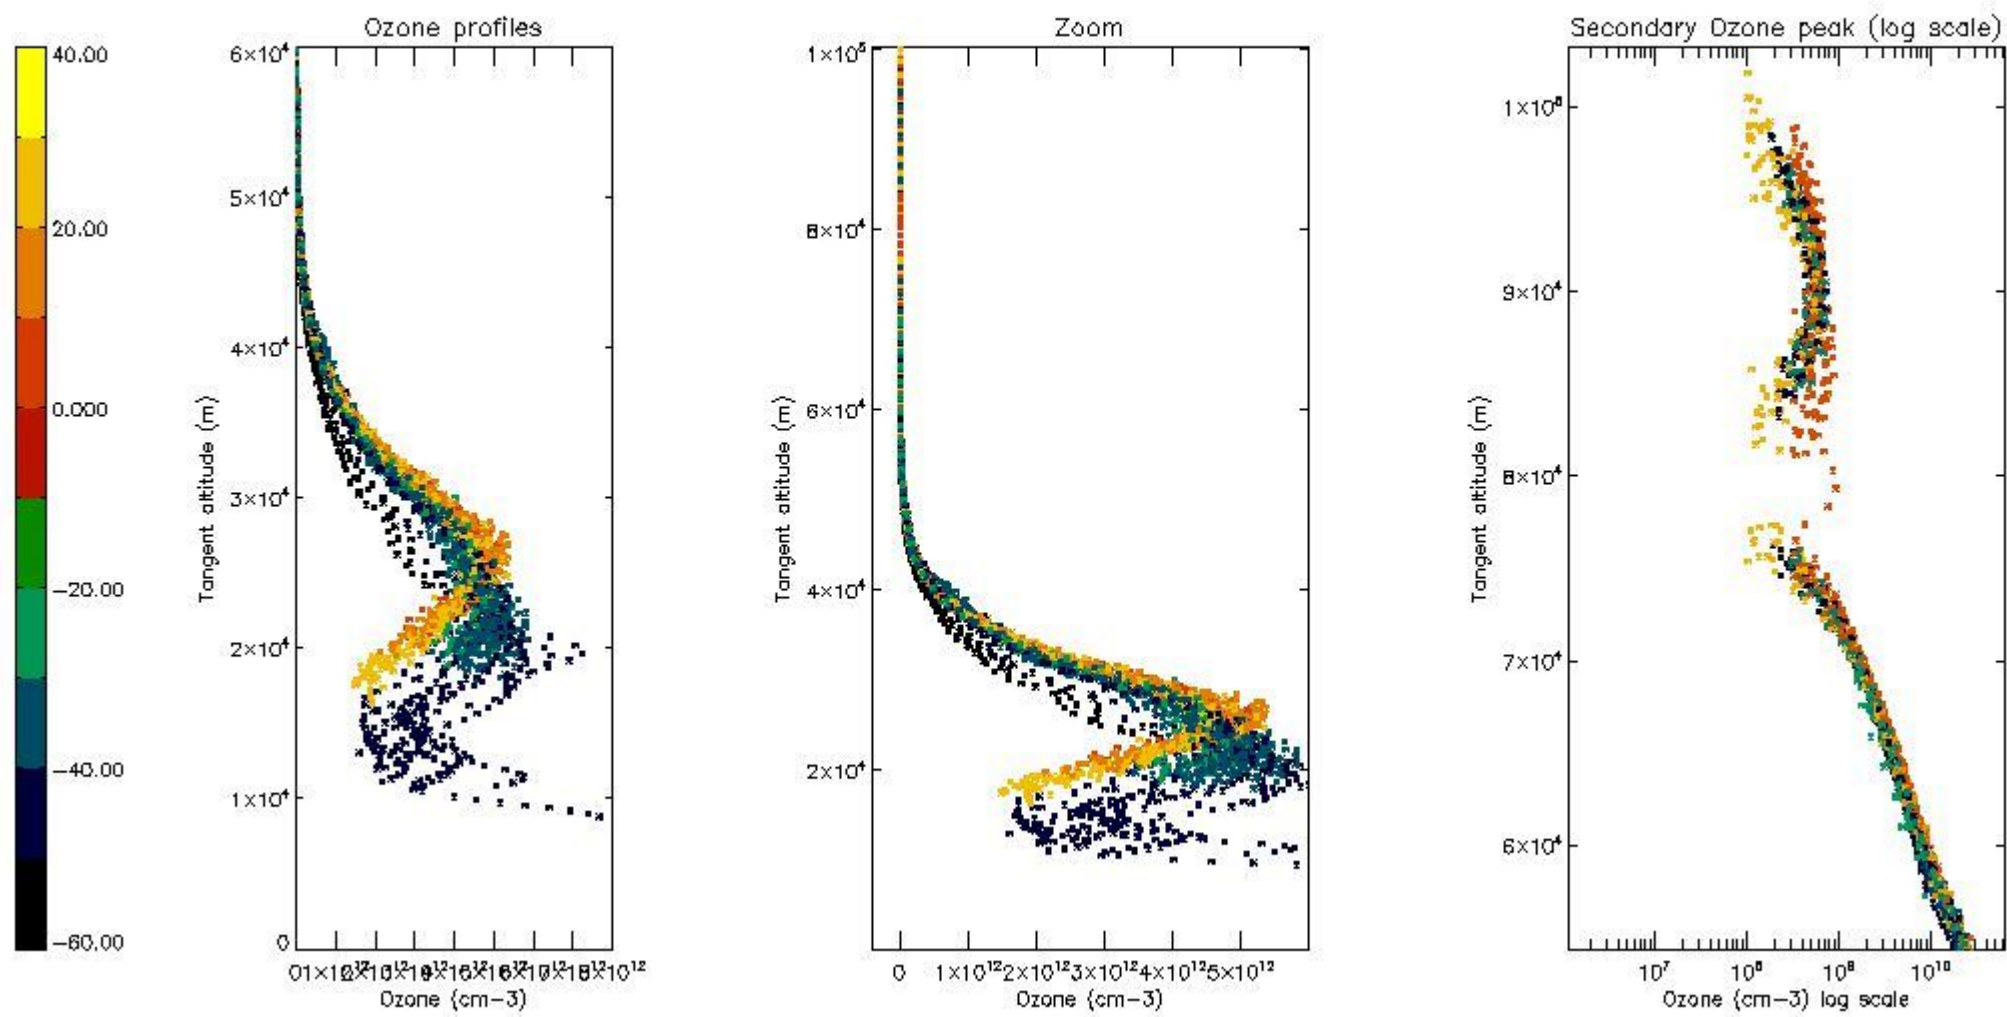 Ozone profiles
Zoom
Secondary Ozone peak (log scale)
40.00
20.00
0.000
−20.00
−40.00
−60.00
6×10⁴
5×10⁴
4×10⁴
3×10⁴
2×10⁴
1×10⁴
0
Tangent altitude (m)
Ozone (cm−3)
1×10⁵
8×10⁴
6×10⁴
4×10⁴
2×10⁴
Tangent altitude (m)
0 1×10¹² 2×10¹² 3×10¹² 4×10¹² 5×10¹²
Ozone (cm−3)
9×10⁴
8×10⁴
7×10⁴
6×10⁴
Tangent altitude (m)
10⁷ 10⁸ 10⁹ 10¹⁰
Ozone (cm−3) log scale